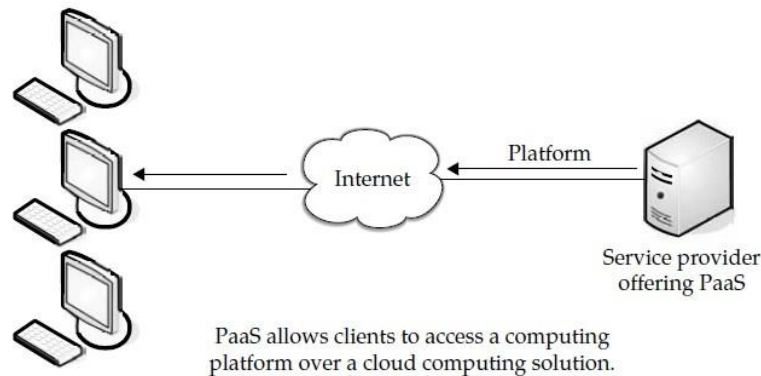 Platform
Internet
Service provider
offering PaaS
PaaS allows clients to access a computing
platform over a cloud computing solution.